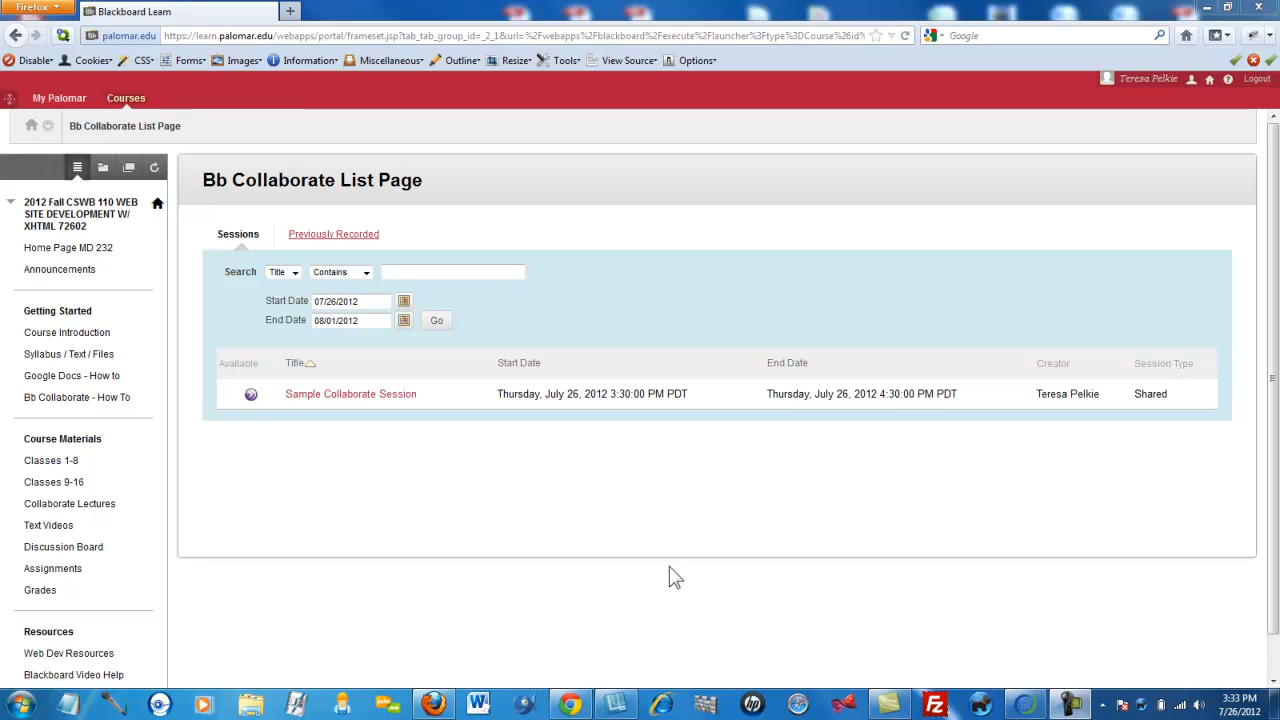 Firefox
Blackboard Learn
palomar.edu
https://learn.palomar.edu/webapps/portal/frameset.jsp?tab_tab_group_id=_2_1&url=%2Fwebapps%2Fblackboard%2Fexecute%2Flauncher%3Ftype%3DCourse%26id%
Google
Disable
Cookies
CSS
Forms
Images
Information
Miscellaneous
Outline
Resize
Tools
View Source
Options
Teresa Pelkie
Logout
My Palomar
Courses
Bb Collaborate List Page
2012 Fall CSWB 110 WEB
SITE DEVELOPMENT W/
XHTML 72602
Home Page MD 232
Announcements
Getting Started
Course Introduction
Syllabus / Text / Files
Google Docs - How to
Bb Collaborate - How To
Course Materials
Classes 1-8
Classes 9-16
Collaborate Lectures
Text Videos
Discussion Board
Assignments
Grades
Resources
Web Dev Resources
Blackboard Video Help
Bb Collaborate List Page
Sessions
Previously Recorded
Search Title Contains
Start Date 07/26/2012
End Date 08/01/2012 Go
Available Title Start Date End Date Creator Session Type
Sample Collaborate Session Thursday, July 26, 2012 3:30:00 PM PDT Thursday, July 26, 2012 4:30:00 PM PDT Teresa Pelkie Shared
3:33 PM
7/26/2012